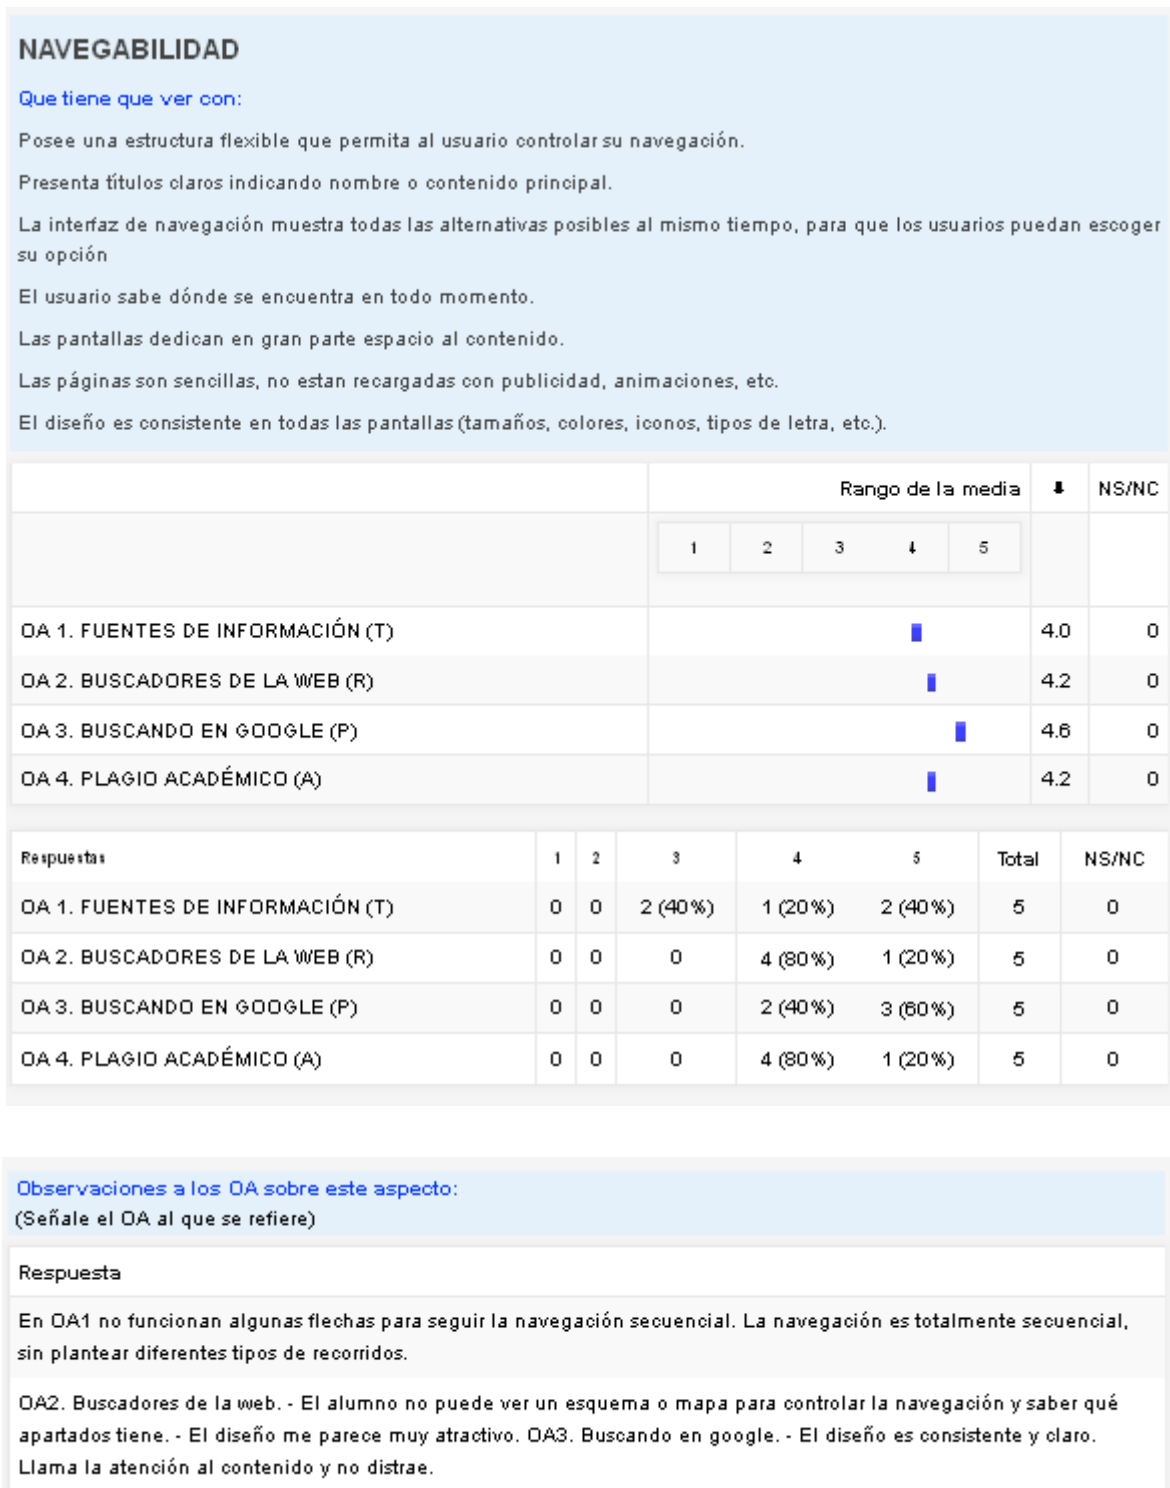 NAVEGABILIDAD
Que tiene que ver con:
Posee una estructura flexible que permita al usuario controlar su navegación.
Presenta títulos claros indicando nombre o contenido principal.
La interfaz de navegación muestra todas las alternativas posibles al mismo tiempo, para que los usuarios puedan escoger
su opción
El usuario sabe dónde se encuentra en todo momento.
Las pantallas dedican en gran parte espacio al contenido.
Las páginas son sencillas, no estan recargadas con publicidad, animaciones, etc.
El diseño es consistente en todas las pantallas (tamaños, colores, iconos, tipos de letra, etc.).
Rango de la media ⬇ NS/NC
1 2 3 4 5
OA 1. FUENTES DE INFORMACIÓN (T) 4.0 0
OA 2. BUSCADORES DE LA WEB (R) 4.2 0
OA 3. BUSCANDO EN GOOGLE (P) 4.6 0
OA 4. PLAGIO ACADÉMICO (A) 4.2 0
Respuestas 1 2 3 4 5 Total NS/NC
OA 1. FUENTES DE INFORMACIÓN (T) 0 0 2 (40%) 1 (20%) 2 (40%) 5 0
OA 2. BUSCADORES DE LA WEB (R) 0 0 0 4 (80%) 1 (20%) 5 0
OA 3. BUSCANDO EN GOOGLE (P) 0 0 0 2 (40%) 3 (60%) 5 0
OA 4. PLAGIO ACADÉMICO (A) 0 0 0 4 (80%) 1 (20%) 5 0
Observaciones a los OA sobre este aspecto:
(Señale el OA al que se refiere)
Respuesta
En OA1 no funcionan algunas flechas para seguir la navegación secuencial. La navegación es totalmente secuencial,
sin plantear diferentes tipos de recorridos.
OA2. Buscadores de la web. - El alumno no puede ver un esquema o mapa para controlar la navegación y saber qué
apartados tiene. - El diseño me parece muy atractivo. OA3. Buscando en google. - El diseño es consistente y claro.
Llama la atención al contenido y no distrae.